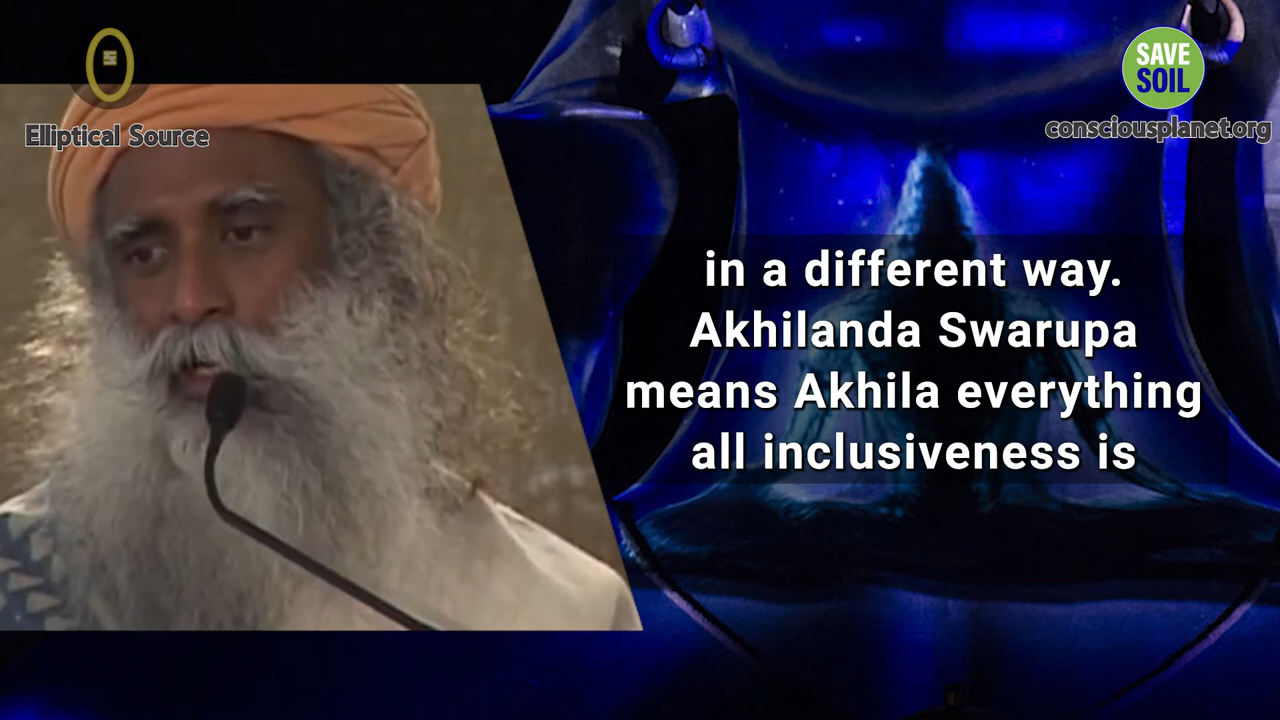 Elliptical Source
SAVE
SOIL
consciousplanet.org
in a different way.
Akhilanda Swarupa
means Akhila everything
all inclusiveness is